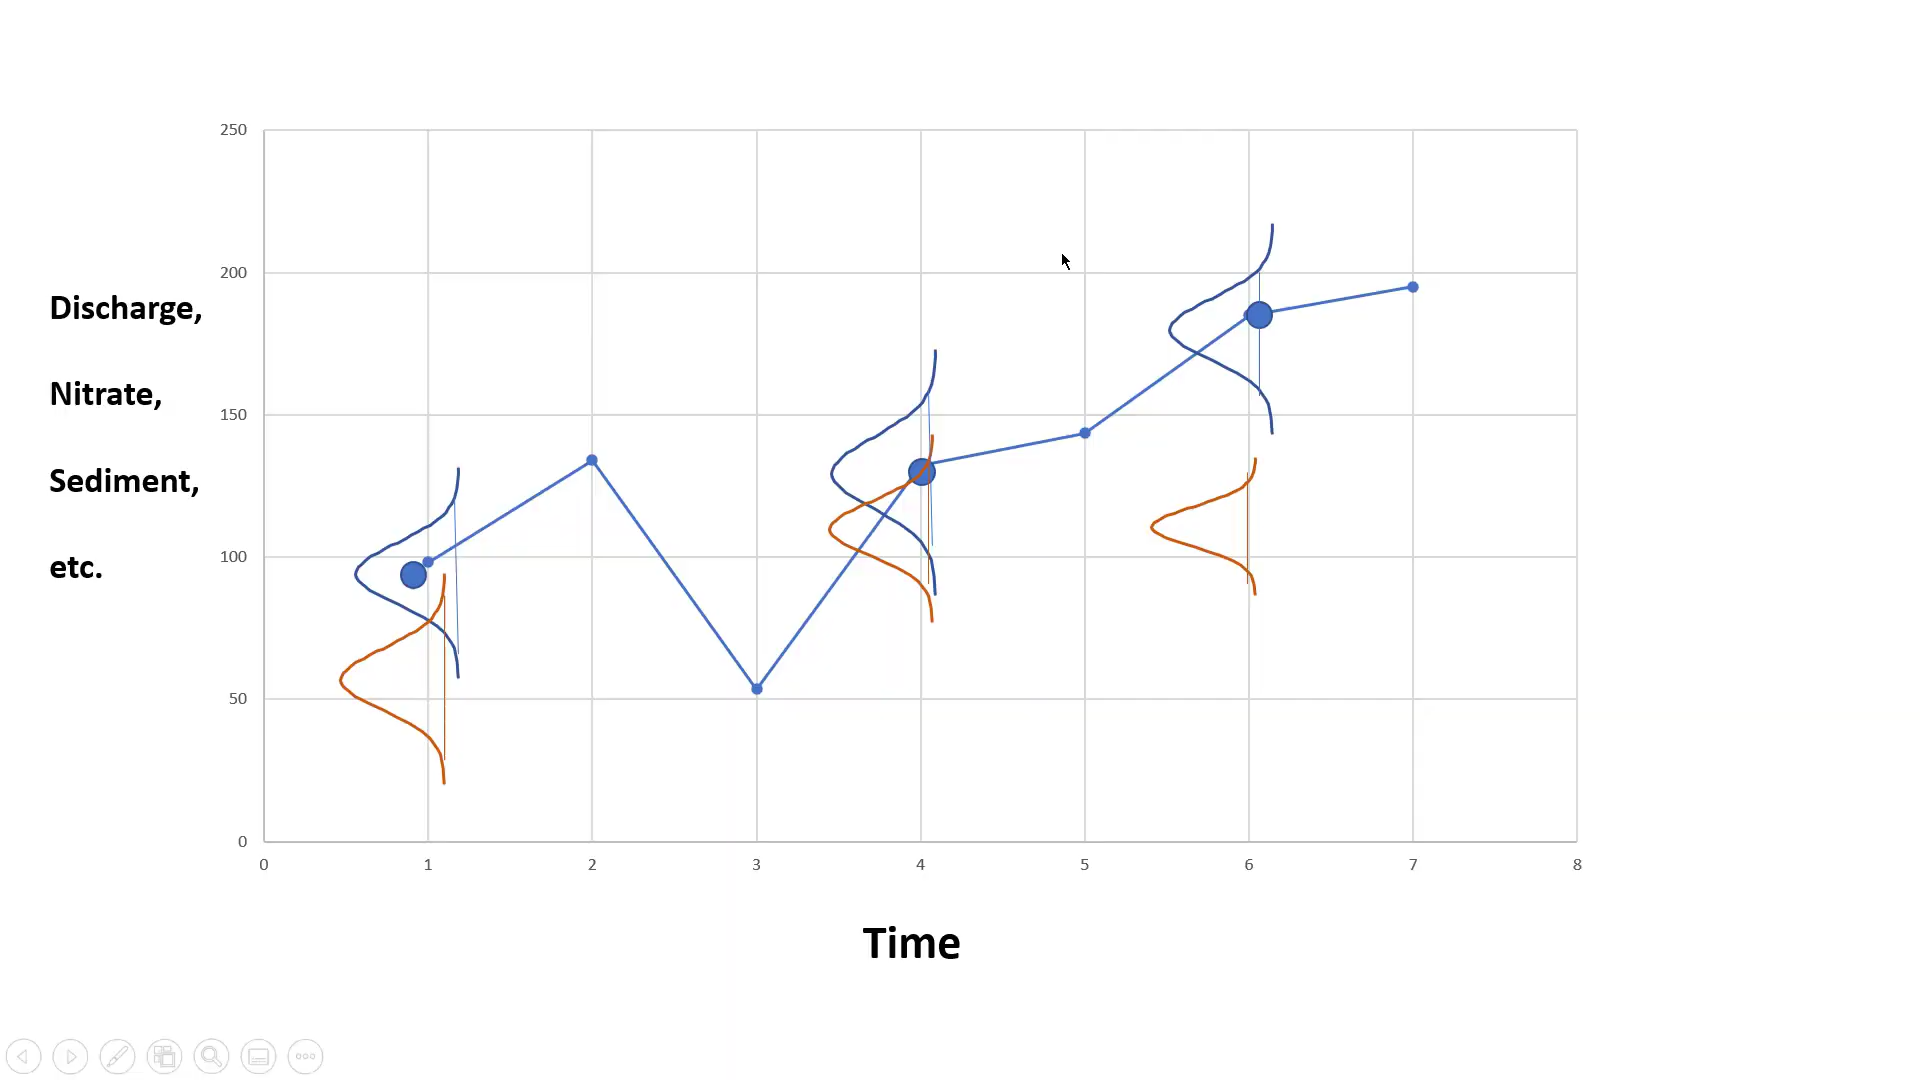 250
200
Discharge,
Nitrate,
150
Sediment,
100
etc.
50
0
0 1 2 3 4 5 6 7 8
Time